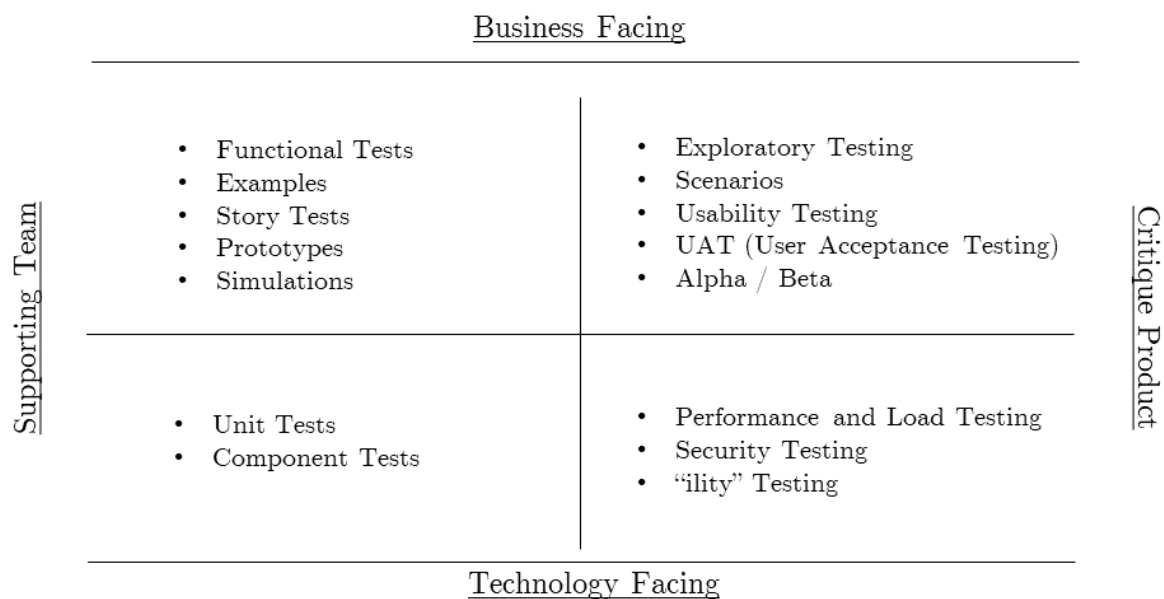 Business Facing
• Functional Tests
• Examples
• Story Tests
• Prototypes
• Simulations
• Exploratory Testing
• Scenarios
• Usability Testing
• UAT (User Acceptance Testing)
• Alpha / Beta
Supporting Team
Critique Product
• Unit Tests
• Component Tests
• Performance and Load Testing
• Security Testing
• “ility” Testing
Technology Facing